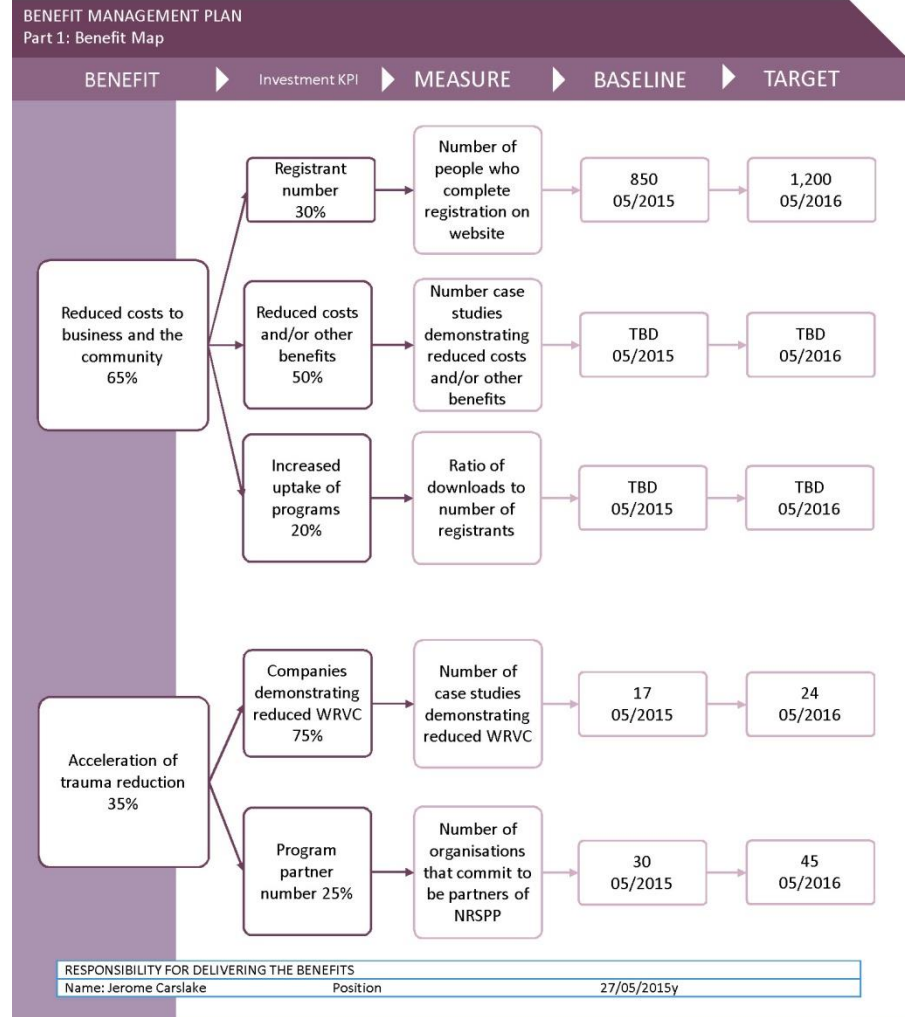 BENEFIT MANAGEMENT PLAN
Part 1: Benefit Map
BENEFIT
Investment KPI
MEASURE
BASELINE
TARGET
Reduced costs to
business and the
community
65%
Registrant
number
30%
Number of
people who
complete
registration on
website
850
05/2015
1,200
05/2016
Reduced costs
and/or other
benefits
50%
Number case
studies
demonstrating
reduced costs
and/or other
benefits
TBD
05/2015
TBD
05/2016
Increased
uptake of
programs
20%
Ratio of
downloads to
number of
registrants
TBD
05/2015
TBD
05/2016
Acceleration of
trauma reduction
35%
Companies
demonstrating
reduced WRVC
75%
Number of
case studies
demonstrating
reduced WRVC
17
05/2015
24
05/2016
Program
partner
number 25%
Number of
organisations
that commit to
be partners of
NRSPP
30
05/2015
45
05/2016
RESPONSIBILITY FOR DELIVERING THE BENEFITS
Name: Jerome Carslake Position 27/05/2015y